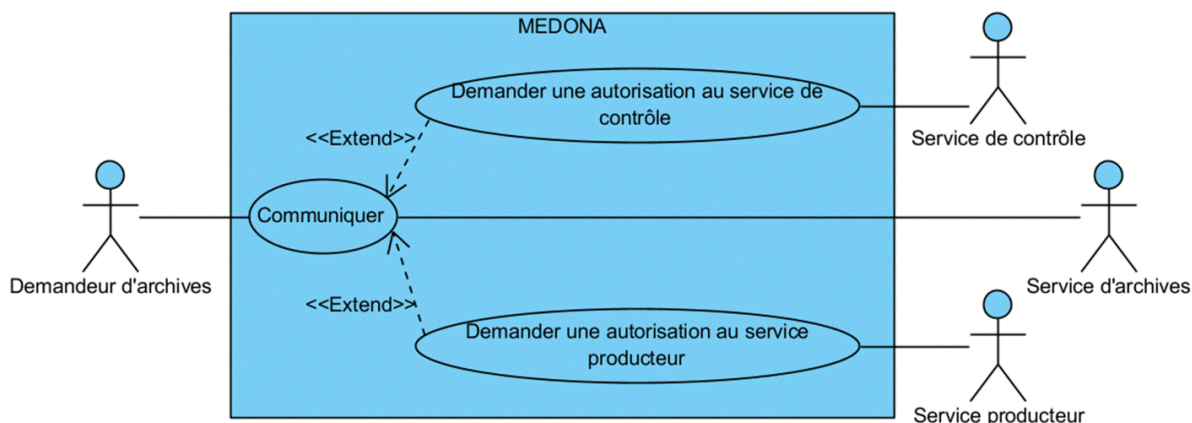 MEDONA
Demander une autorisation au service de
contrôle
<<Extend>>
Service de contrôle
Communiquer
Demandeur d'archives
Service d'archives
<<Extend>>
Demander une autorisation au service
producteur
Service producteur